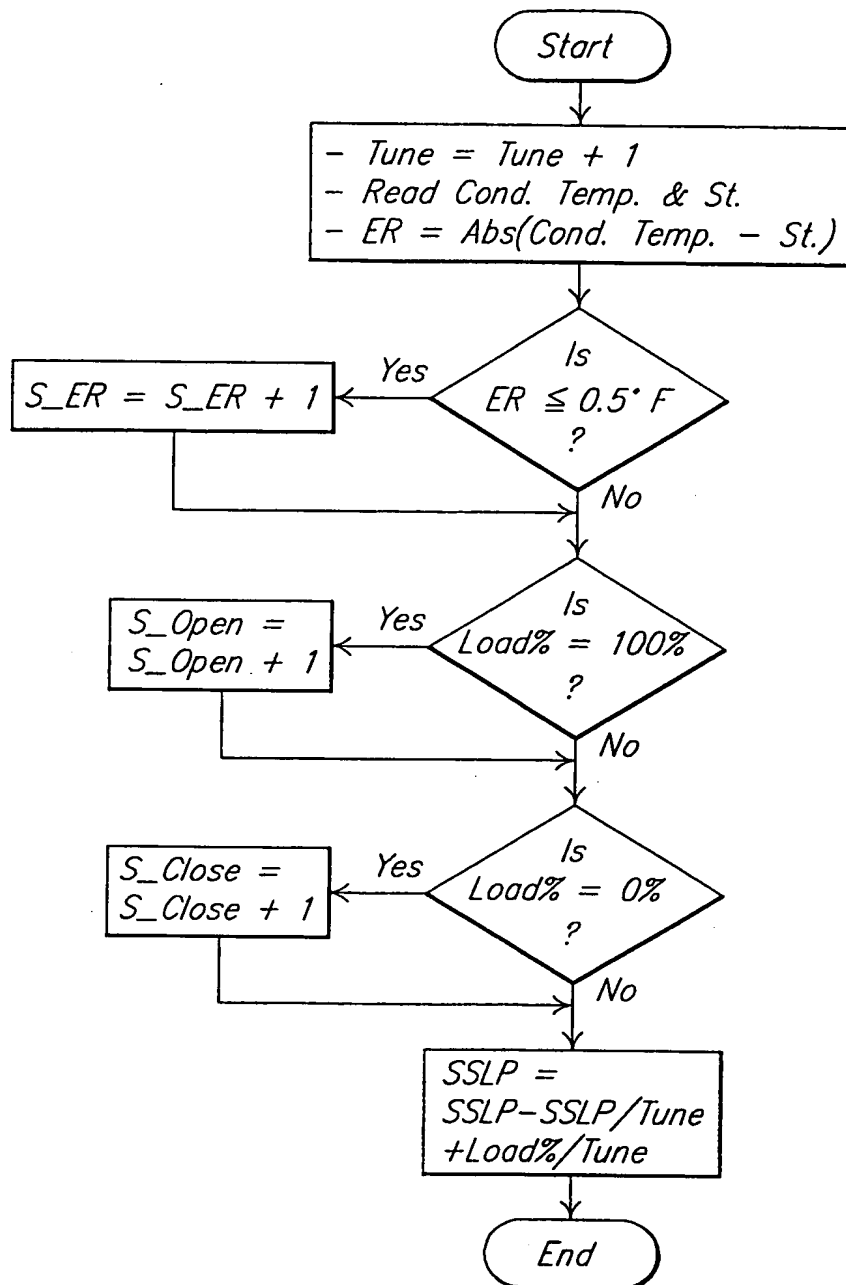 Start
- Tune = Tune + 1
- Read Cond. Temp. & St.
- ER = Abs(Cond. Temp. - St.)
Is
ER ≦ 0.5° F
?
Yes
S_ER = S_ER + 1
No
Is
Load% = 100%
?
Yes
S_Open =
S_Open + 1
No
Is
Load% = 0%
?
Yes
S_Close =
S_Close + 1
No
SSLP =
SSLP-SSLP/Tune
+Load%/Tune
End